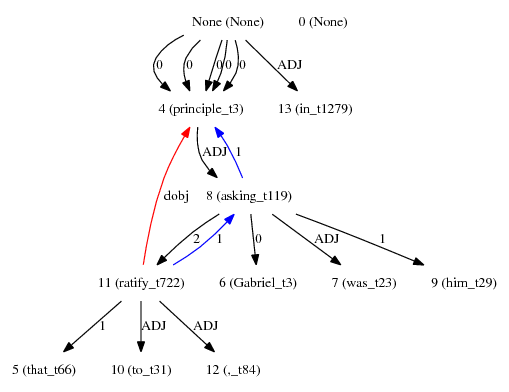 None (None) 0 (None)
0 0 0 0 0 ADJ
4 (principle_t3) 13 (in_t1279)
ADJ 1
dobj 8 (asking_t119)
2 1 0 ADJ 1
11 (ratify_t722) 6 (Gabriel_t3) 7 (was_t23) 9 (him_t29)
1 ADJ ADJ
5 (that_t66) 10 (to_t31) 12 (,_t84)